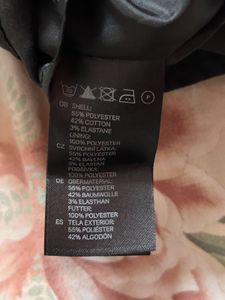 P
GB SHELL:
55% POLYESTER
42% COTTON
3% ELASTANE
LINING:
100% POLYESTER
CZ SVRCHNÍ LÁTKA:
55% POLYESTER
42% BAVLNA
3% ELASTAN
PODŠÍVKA:
100% POLYESTER
DE OBERMATERIAL:
55% POLYESTER
42% BAUMWOLLE
3% ELASTHAN
FUTTER:
100% POLYESTER
ES TELA EXTERIOR:
55% POLIÉSTER
42% ALGODÓN